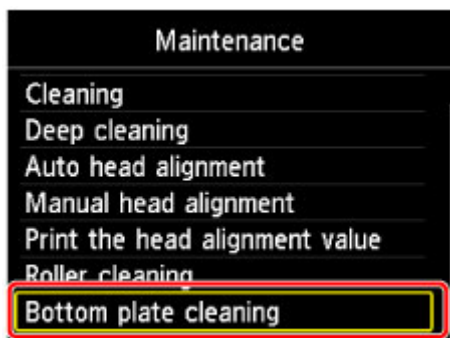 Maintenance
Cleaning
Deep cleaning
Auto head alignment
Manual head alignment
Print the head alignment value
Roller cleaning
Bottom plate cleaning